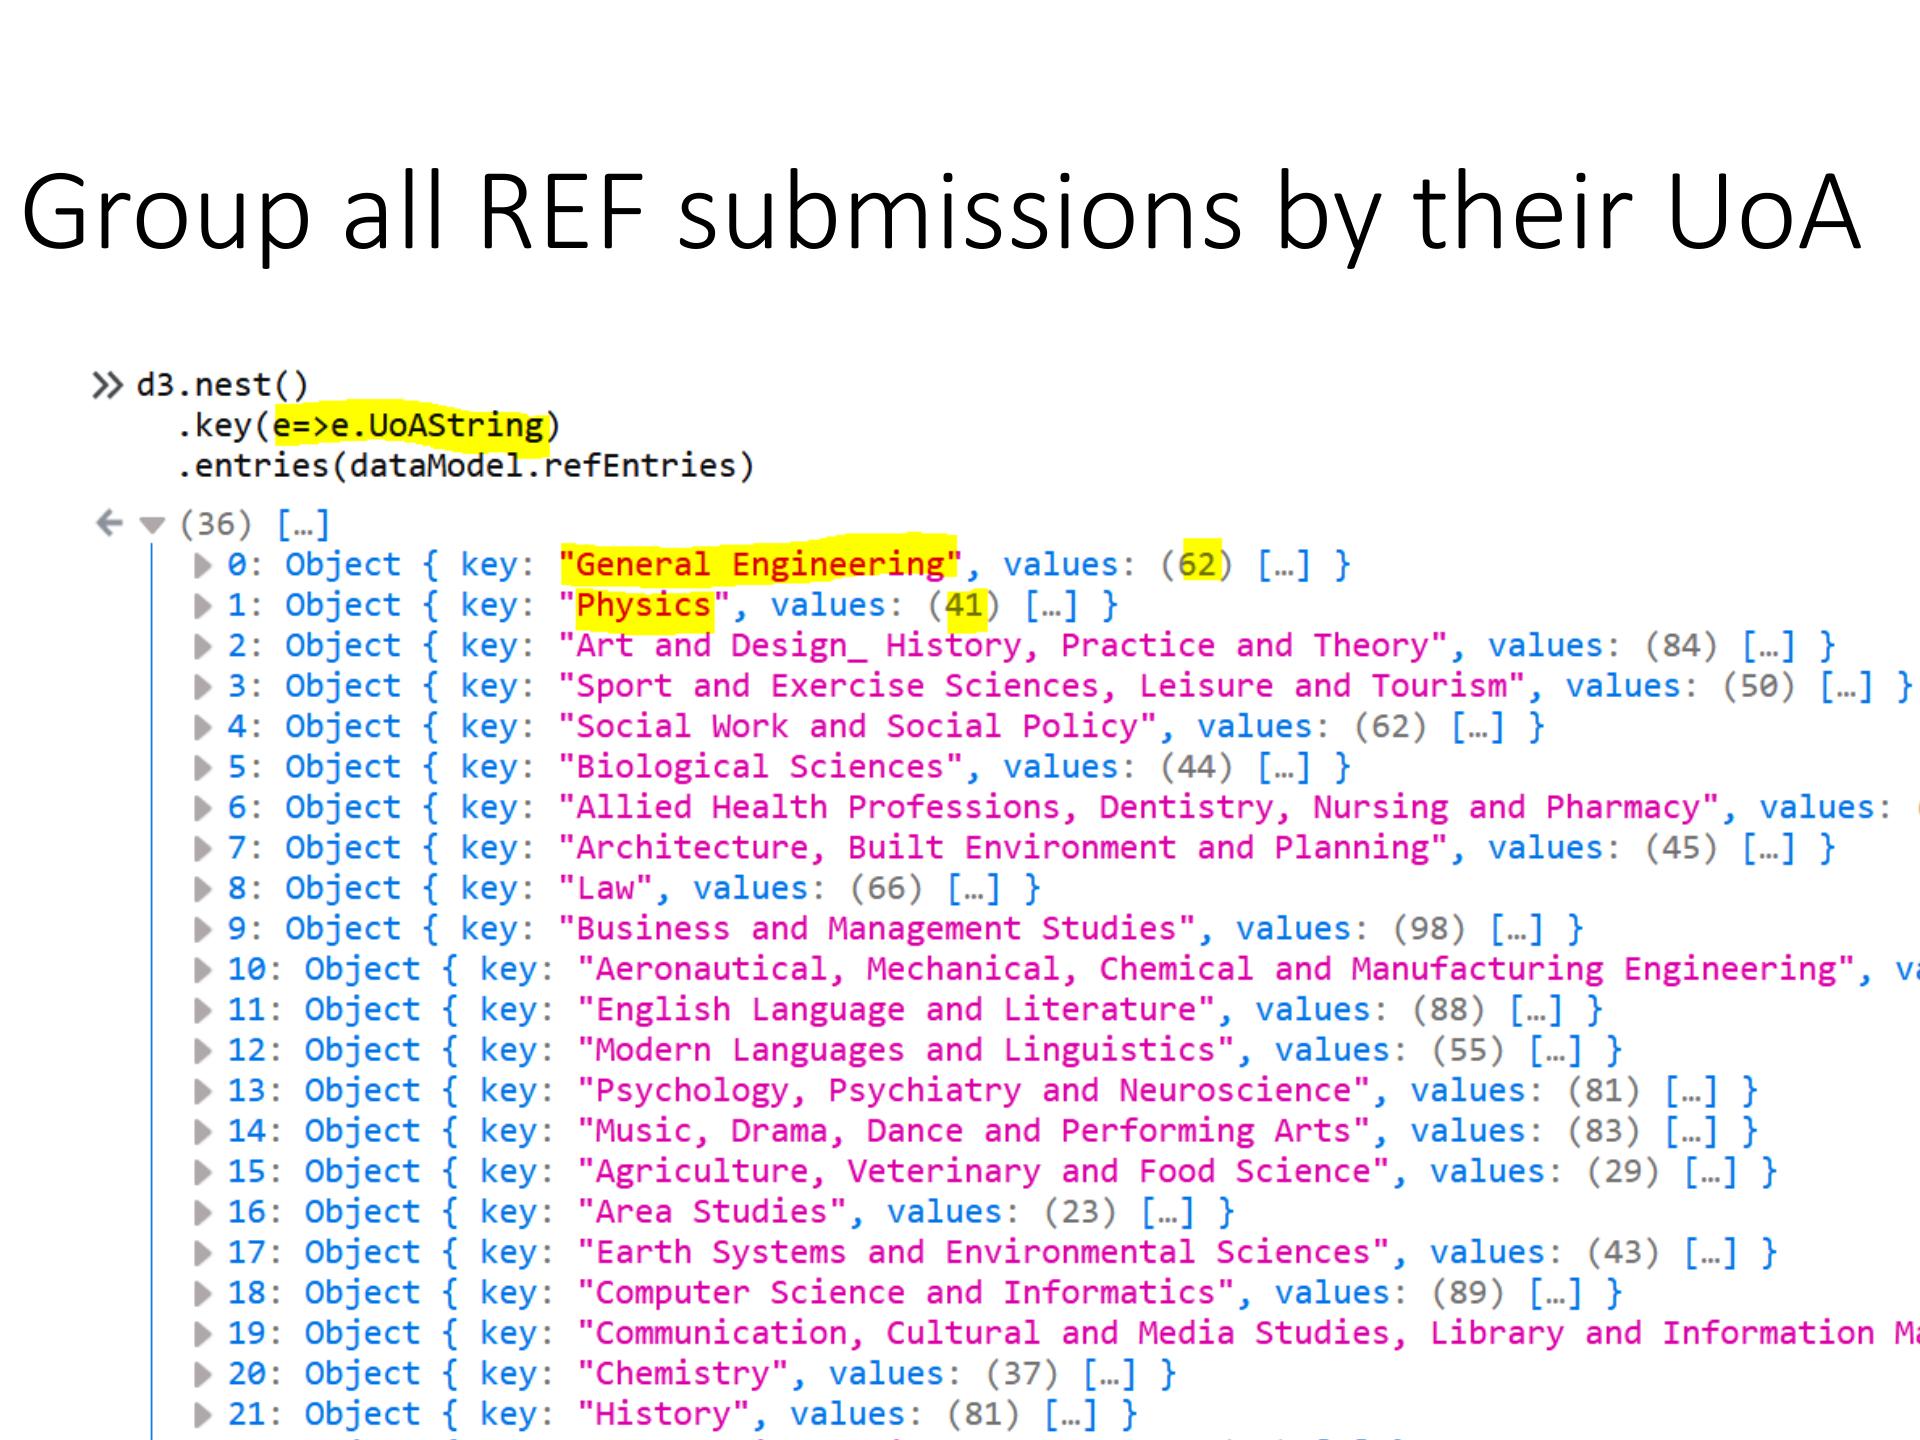 Group all REF submissions by their UoA
d3.nest()
.key(e=>e.UoAString)
.entries(dataModel.refEntries)
(36) […]
0: Object { key: "General Engineering", values: (62) […] }
1: Object { key: "Physics", values: (41) […] }
2: Object { key: "Art and Design_ History, Practice and Theory", values: (84) […] }
3: Object { key: "Sport and Exercise Sciences, Leisure and Tourism", values: (50) […] }
4: Object { key: "Social Work and Social Policy", values: (62) […] }
5: Object { key: "Biological Sciences", values: (44) […] }
6: Object { key: "Allied Health Professions, Dentistry, Nursing and Pharmacy", values:
7: Object { key: "Architecture, Built Environment and Planning", values: (45) […] }
8: Object { key: "Law", values: (66) […] }
9: Object { key: "Business and Management Studies", values: (98) […] }
10: Object { key: "Aeronautical, Mechanical, Chemical and Manufacturing Engineering",
11: Object { key: "English Language and Literature", values: (88) […] }
12: Object { key: "Modern Languages and Linguistics", values: (55) […] }
13: Object { key: "Psychology, Psychiatry and Neuroscience", values: (81) […] }
14: Object { key: "Music, Drama, Dance and Performing Arts", values: (83) […] }
15: Object { key: "Agriculture, Veterinary and Food Science", values: (29) […] }
16: Object { key: "Area Studies", values: (23) […] }
17: Object { key: "Earth Systems and Environmental Sciences", values: (43) […] }
18: Object { key: "Computer Science and Informatics", values: (89) […] }
19: Object { key: "Communication, Cultural and Media Studies, Library and Information
20: Object { key: "Chemistry", values: (37) […] }
21: Object { key: "History", values: (81) […] }